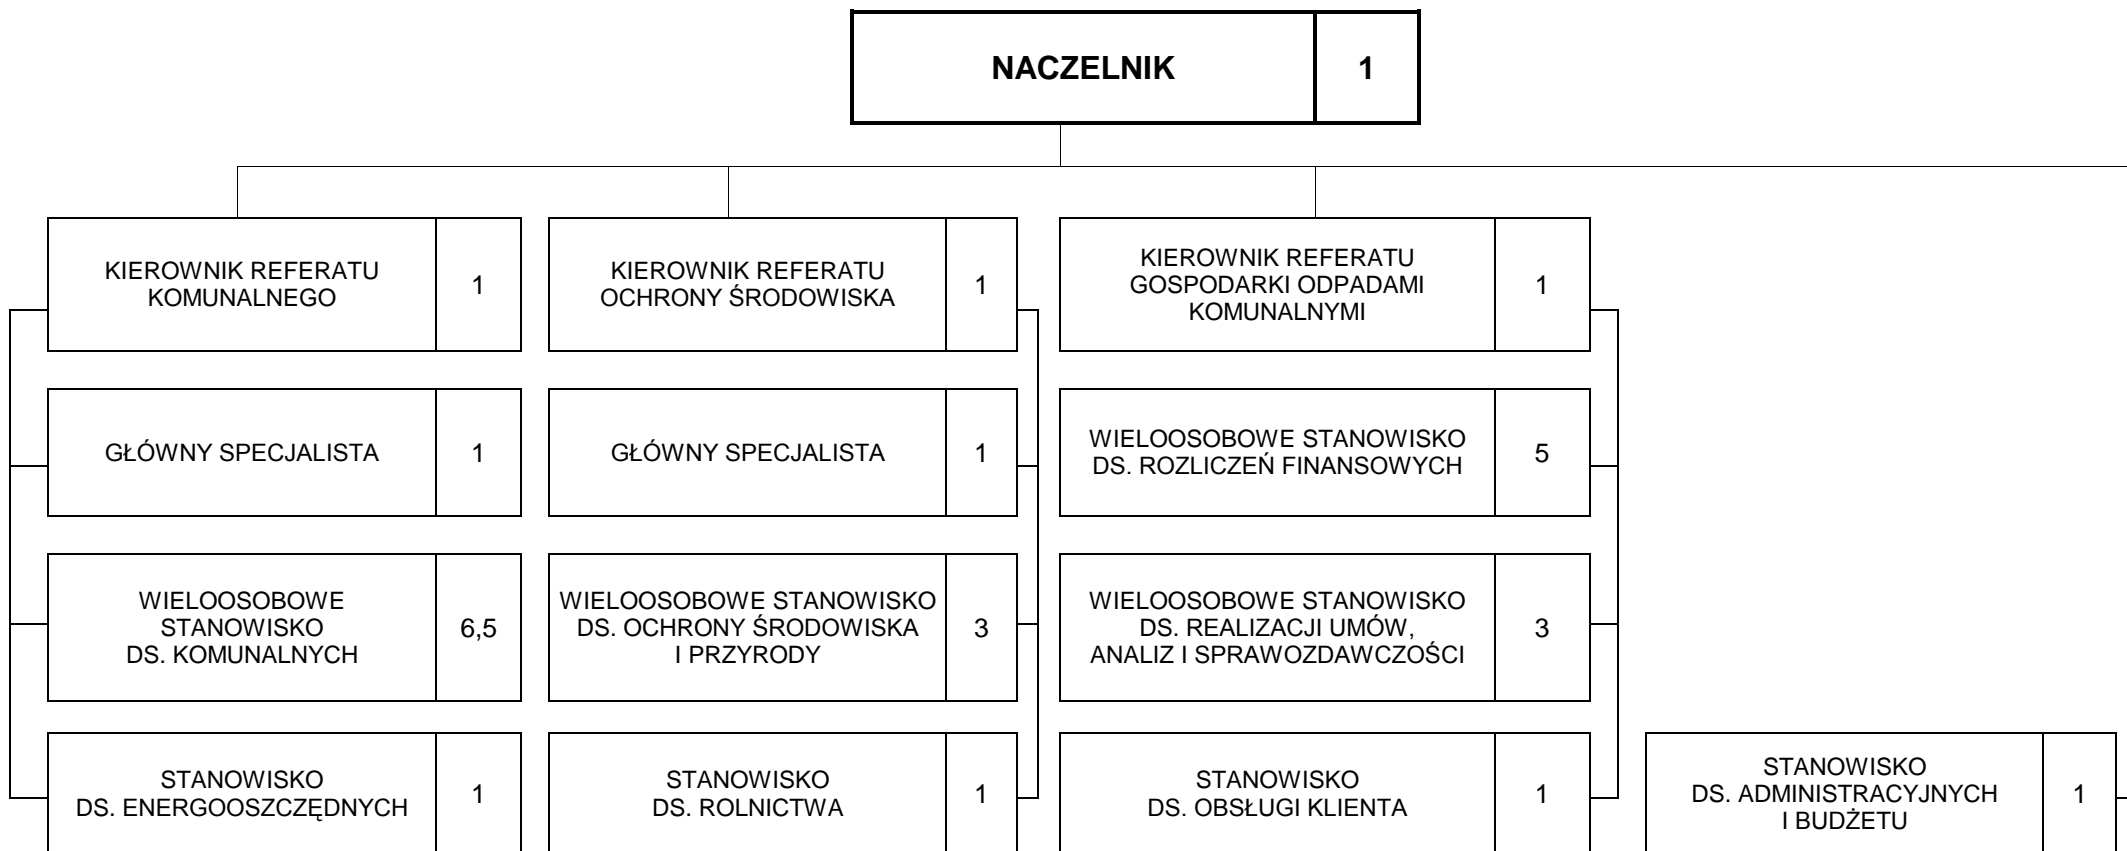 NACZELNIK
1
KIEROWNIK REFERATU
KOMUNALNEGO
1
KIEROWNIK REFERATU
OCHRONY ŚRODOWISKA
1
KIEROWNIK REFERATU
GOSPODARKI ODPADAMI
KOMUNALNYMI
1
GŁÓWNY SPECJALISTA
1
GŁÓWNY SPECJALISTA
1
WIELOOSOBOWE STANOWISKO
DS. ROZLICZEŃ FINANSOWYCH
5
WIELOOSOBOWE
STANOWISKO
DS. KOMUNALNYCH
6,5
WIELOOSOBOWE STANOWISKO
DS. OCHRONY ŚRODOWISKA
I PRZYRODY
3
WIELOOSOBOWE STANOWISKO
DS. REALIZACJI UMÓW,
ANALIZ I SPRAWOZDAWCZOŚCI
3
STANOWISKO
DS. ENERGOOSZCZĘDNYCH
1
STANOWISKO
DS. ROLNICTWA
1
STANOWISKO
DS. OBSŁUGI KLIENTA
1
STANOWISKO
DS. ADMINISTRACYJNYCH
I BUDŻETU
1